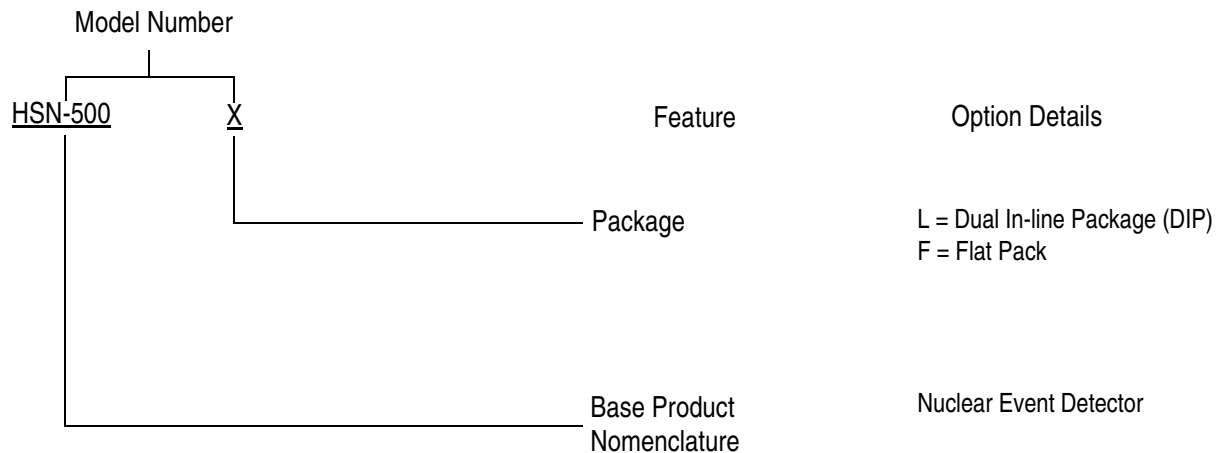 Model Number
HSN-500 X
Feature Option Details
Package L = Dual In-line Package (DIP)
F = Flat Pack
Base Product Nuclear Event Detector
Nomenclature